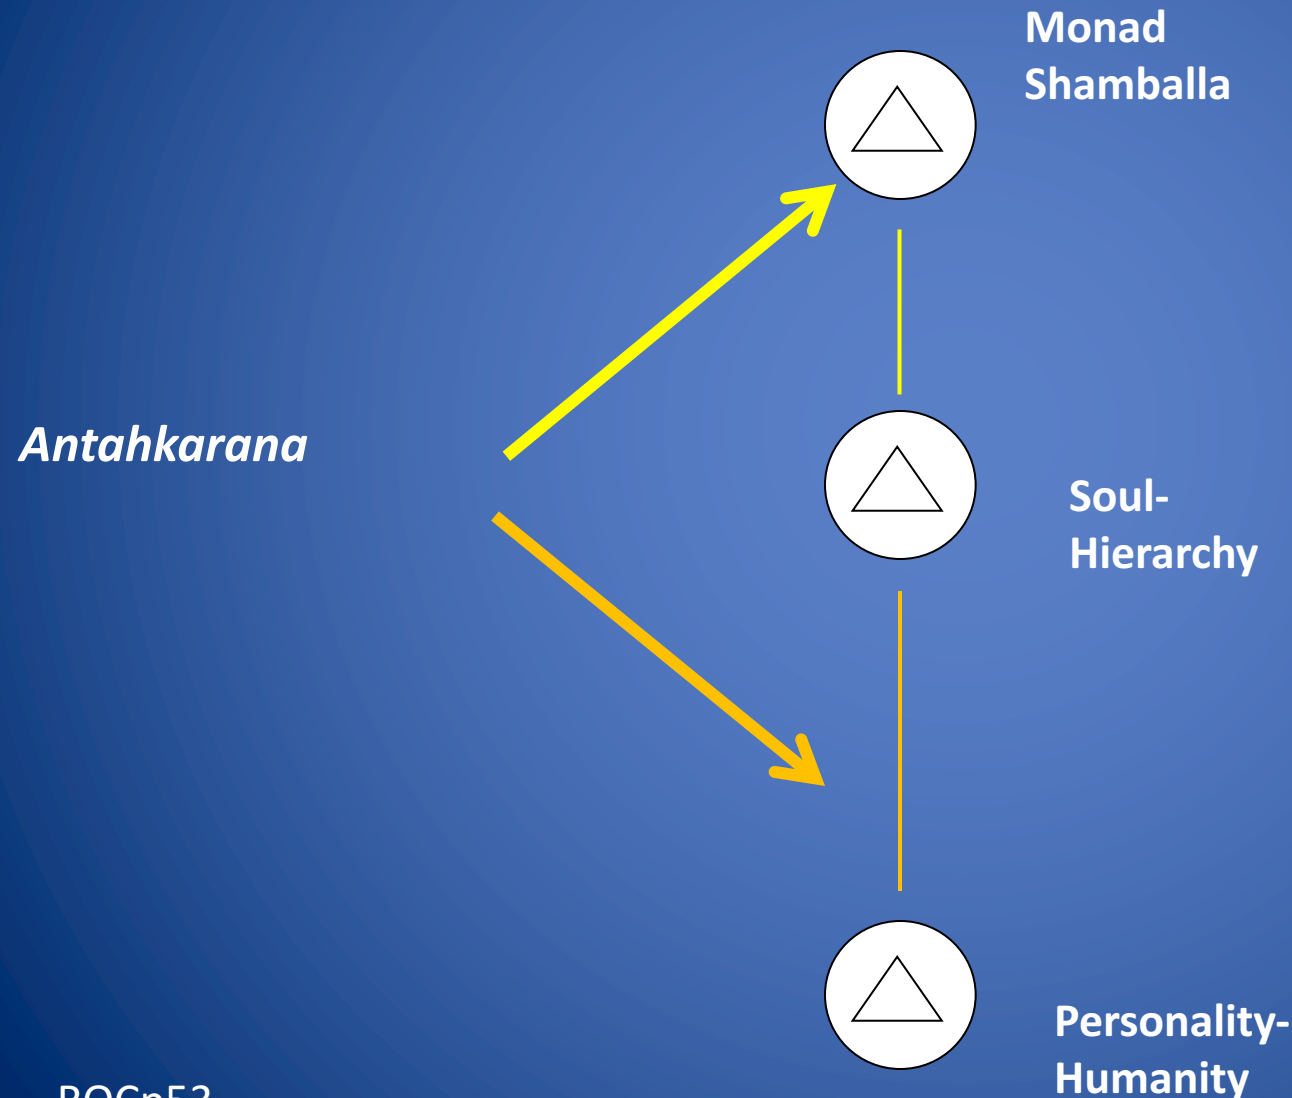 Monad
Shamballa
Antahkarana
Soul-
Hierarchy
Personality-
Humanity